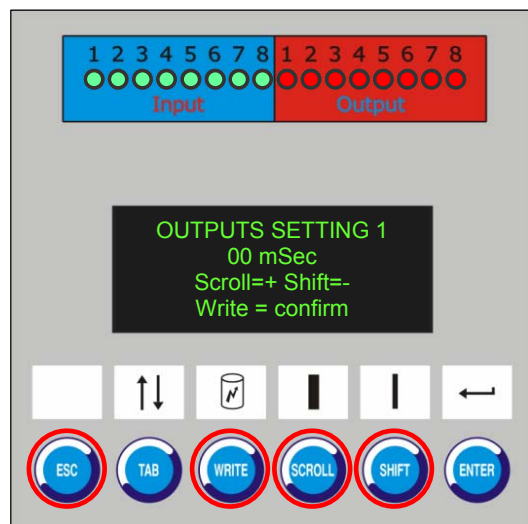 1 2 3 4 5 6 7 8 1 2 3 4 5 6 7 8
Input Output
OUTPUTS SETTING 1
00 mSec
Scroll=+ Shift=-
Write = confirm
ESC TAB WRITE SCROLL SHIFT ENTER